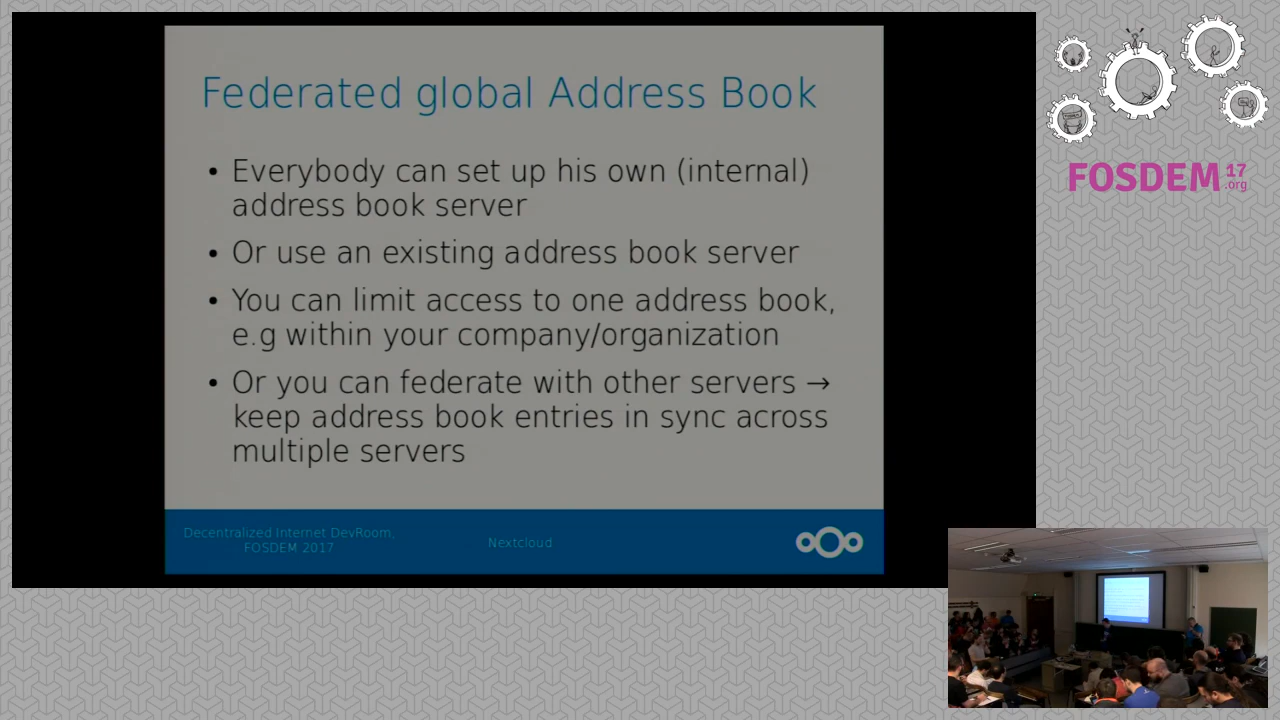 Federated global Address Book
• Everybody can set up his own (internal)
address book server
• Or use an existing address book server
• You can limit access to one address book,
e.g within your company/organization
• Or you can federate with other servers →
keep address book entries in sync across
multiple servers
Decentralized Internet DevRoom,
FOSDEM 2017
Nextcloud
FOSDEM 17
.org